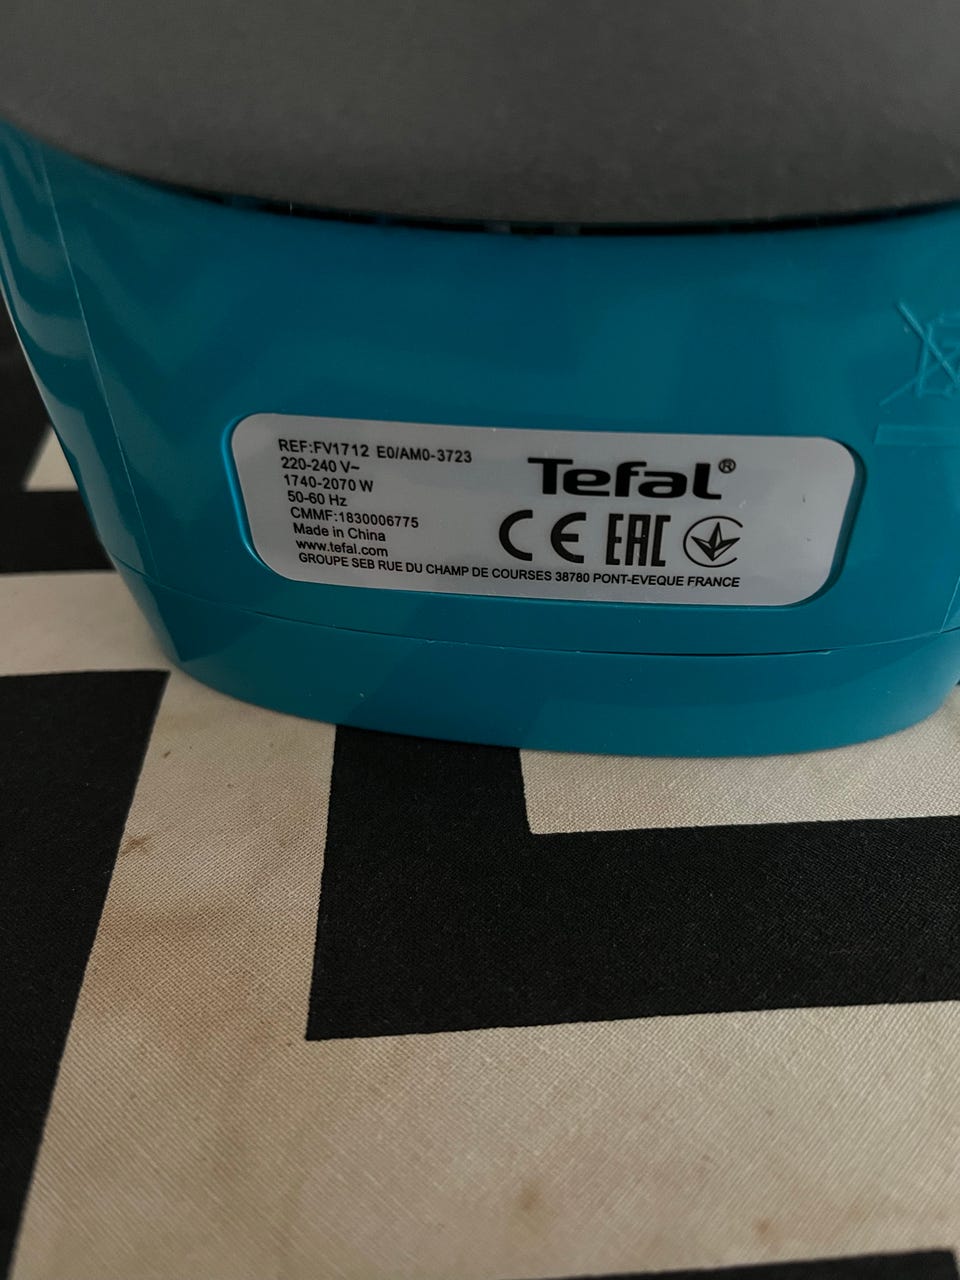 REF:FV1712 E0/AM0-3723
220-240 V~
1740-2070 W
50-60 Hz
CMMF:1830006775
Made in China
www.tefal.com
GROUPE SEB RUE DU CHAMP DE COURSES 38780 PONT-EVEQUE FRANCE
Tefal®
CE EAC